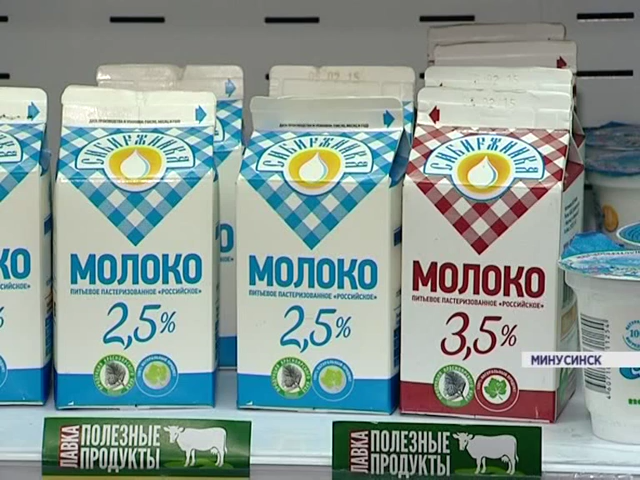 СИБИРЖИНКА
МОЛОКО
ПИТЬЕВОЕ ПАСТЕРИЗОВАННОЕ «РОССИЙСКОЕ»
2,5%
СИБИРЖИНКА
МОЛОКО
ПИТЬЕВОЕ ПАСТЕРИЗОВАННОЕ «РОССИЙСКОЕ»
2,5%
СИБИРЖИНКА
МОЛОКО
ПИТЬЕВОЕ ПАСТЕРИЗОВАННОЕ «РОССИЙСКОЕ»
3,5%
МИНУСИНСК
ЛАВКА
ПОЛЕЗНЫЕ
ПРОДУКТЫ
ЛАВКА
ПОЛЕЗНЫЕ
ПРОДУКТЫ